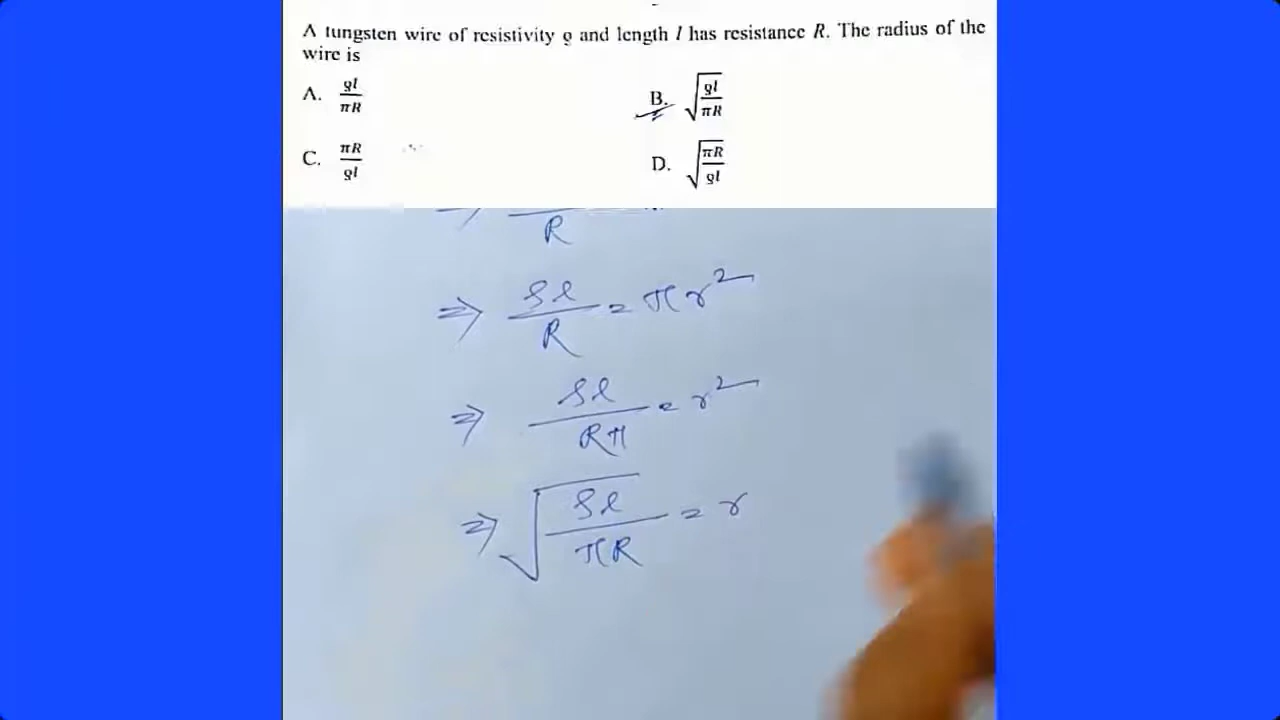 A tungsten wire of resistivity ϱ and length l has resistance R. The radius of the
wire is
A. ϱl/πR
B. √(ϱl/πR)
C. πR/ϱl
D. √(πR/ϱl)
⇒ R
⇒ ρl/R = πr²
⇒ ρl/Rπ = r²
⇒ √(ρl/πR) = r